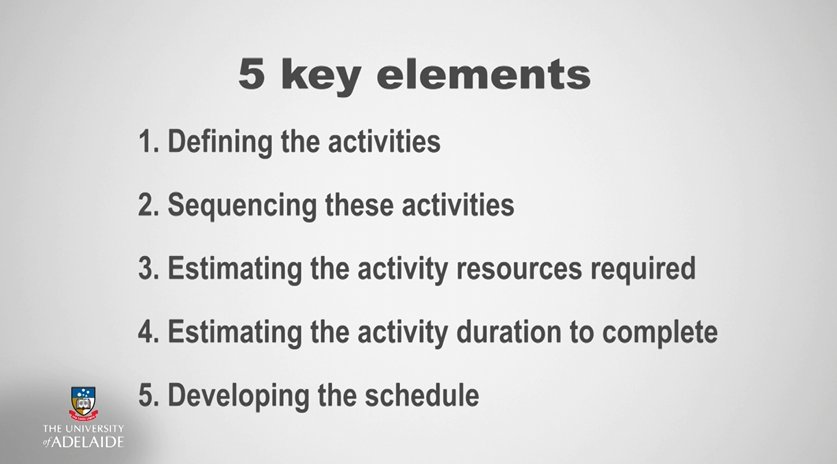 5 key elements
1. Defining the activities
2. Sequencing these activities
3. Estimating the activity resources required
4. Estimating the activity duration to complete
5. Developing the schedule
THE UNIVERSITY
of ADELAIDE